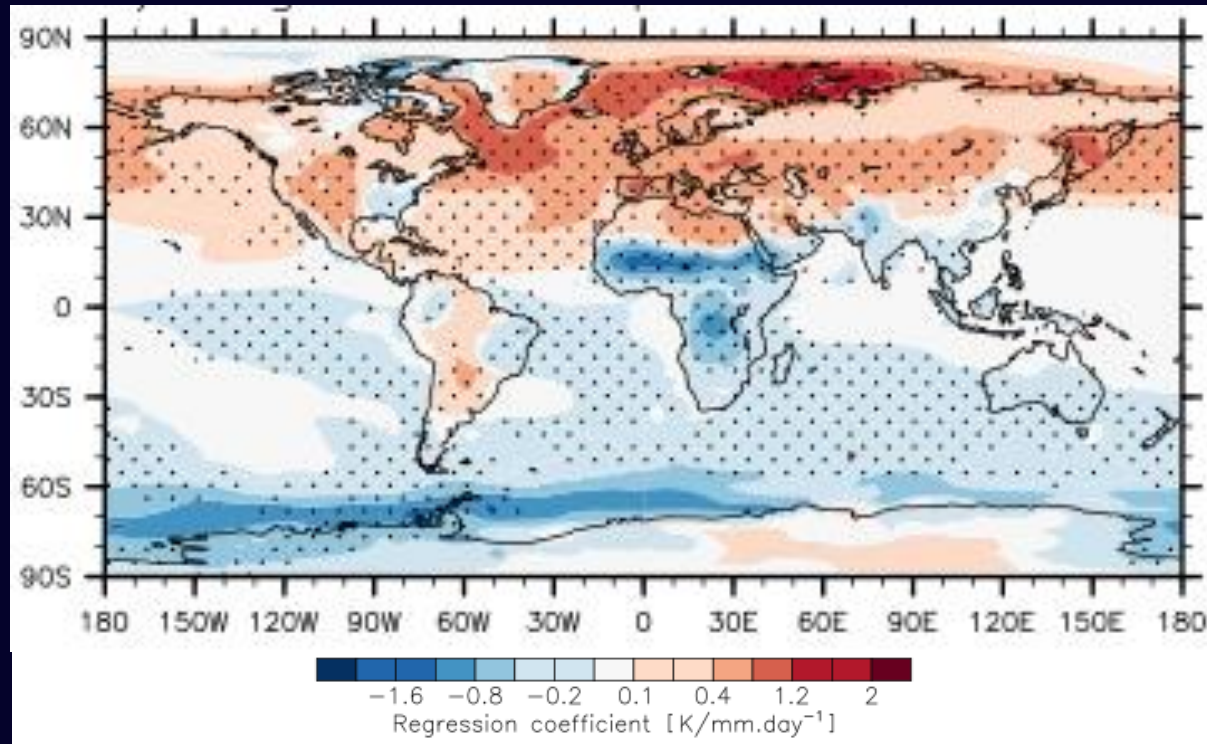 90N
60N
30N
0
30S
60S
90S
180 150W 120W 90W 60W 30W 0 30E 60E 90E 120E 150E 180
−1.6 −0.8 −0.2 0.1 0.4 1.2 2
Regression coefficient [K/mm.day⁻¹]